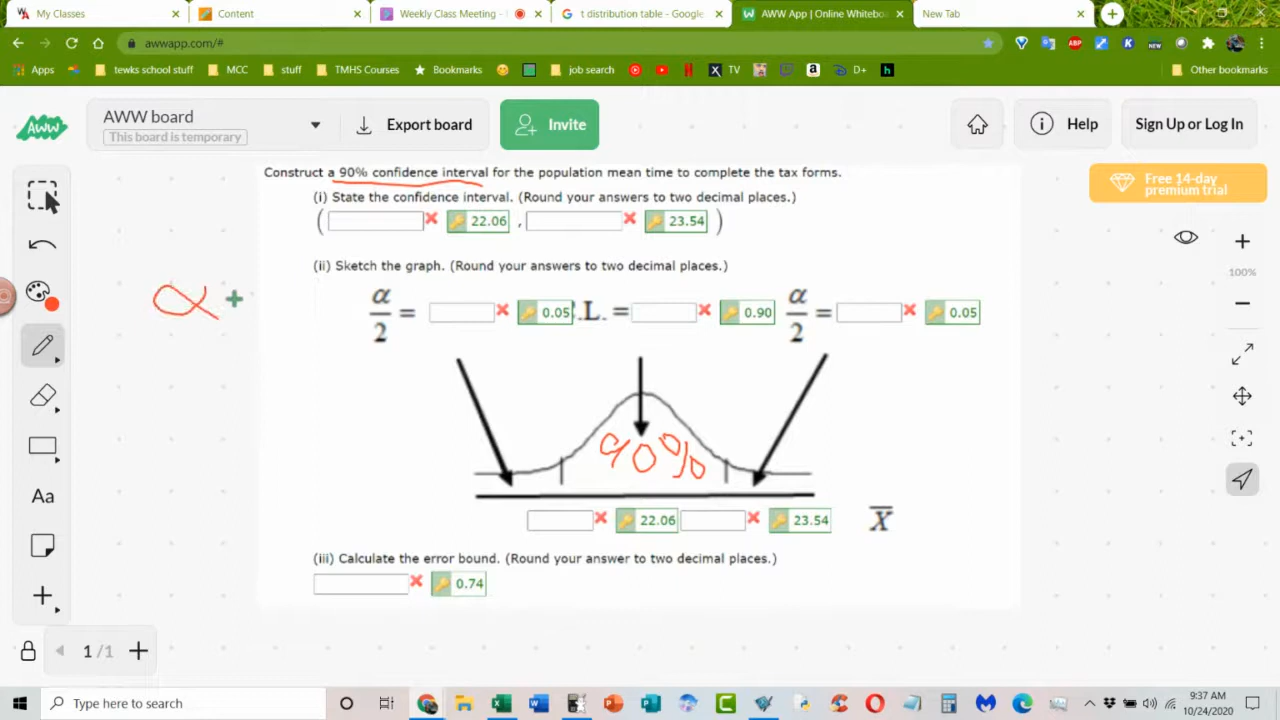 My Classes Content Weekly Class Meeting - t distribution table - Google AWW App | Online Whiteboa New Tab
awwapp.com/#
ABP K NEW
Apps tewks school stuff MCC stuff TMHS Courses Bookmarks job search TV D+ h Other bookmarks
AWW AWW board This board is temporary Export board Invite Help Sign Up or Log In
Free 14-day premium trial
Construct a 90% confidence interval for the population mean time to complete the tax forms.
(i) State the confidence interval. (Round your answers to two decimal places.)
( 22.06 , 23.54 )
(ii) Sketch the graph. (Round your answers to two decimal places.)
α/2 = 0.05 .L. = 0.90 α/2 = 0.05
α
90%
22.06 23.54 X̅
(iii) Calculate the error bound. (Round your answer to two decimal places.)
0.74
100%
Aa
1 / 1
Type here to search
9:37 AM
10/24/2020